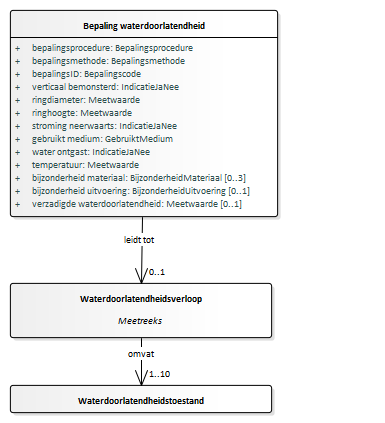 Bepaling waterdoorlatendheid
+ bepalingsprocedure: Bepalingsprocedure
+ bepalingsmethode: Bepalingsmethode
+ bepalingsID: Bepalingscode
+ verticaal bemonsterd: IndicatieJaNee
+ ringdiameter: Meetwaarde
+ ringhoogte: Meetwaarde
+ stroming neerwaarts: IndicatieJaNee
+ gebruikt medium: GebruiktMedium
+ water ontgast: IndicatieJaNee
+ temperatuur: Meetwaarde
+ bijzonderheid materiaal: BijzonderheidMateriaal [0..3]
+ bijzonderheid uitvoering: BijzonderheidUitvoering [0..1]
+ verzadigde waterdoorlatendheid: Meetwaarde [0..1]
leidt tot
0..1
Waterdoorlatendheidsverloop
Meetreeks
omvat
1..10
Waterdoorlatendheidstoestand